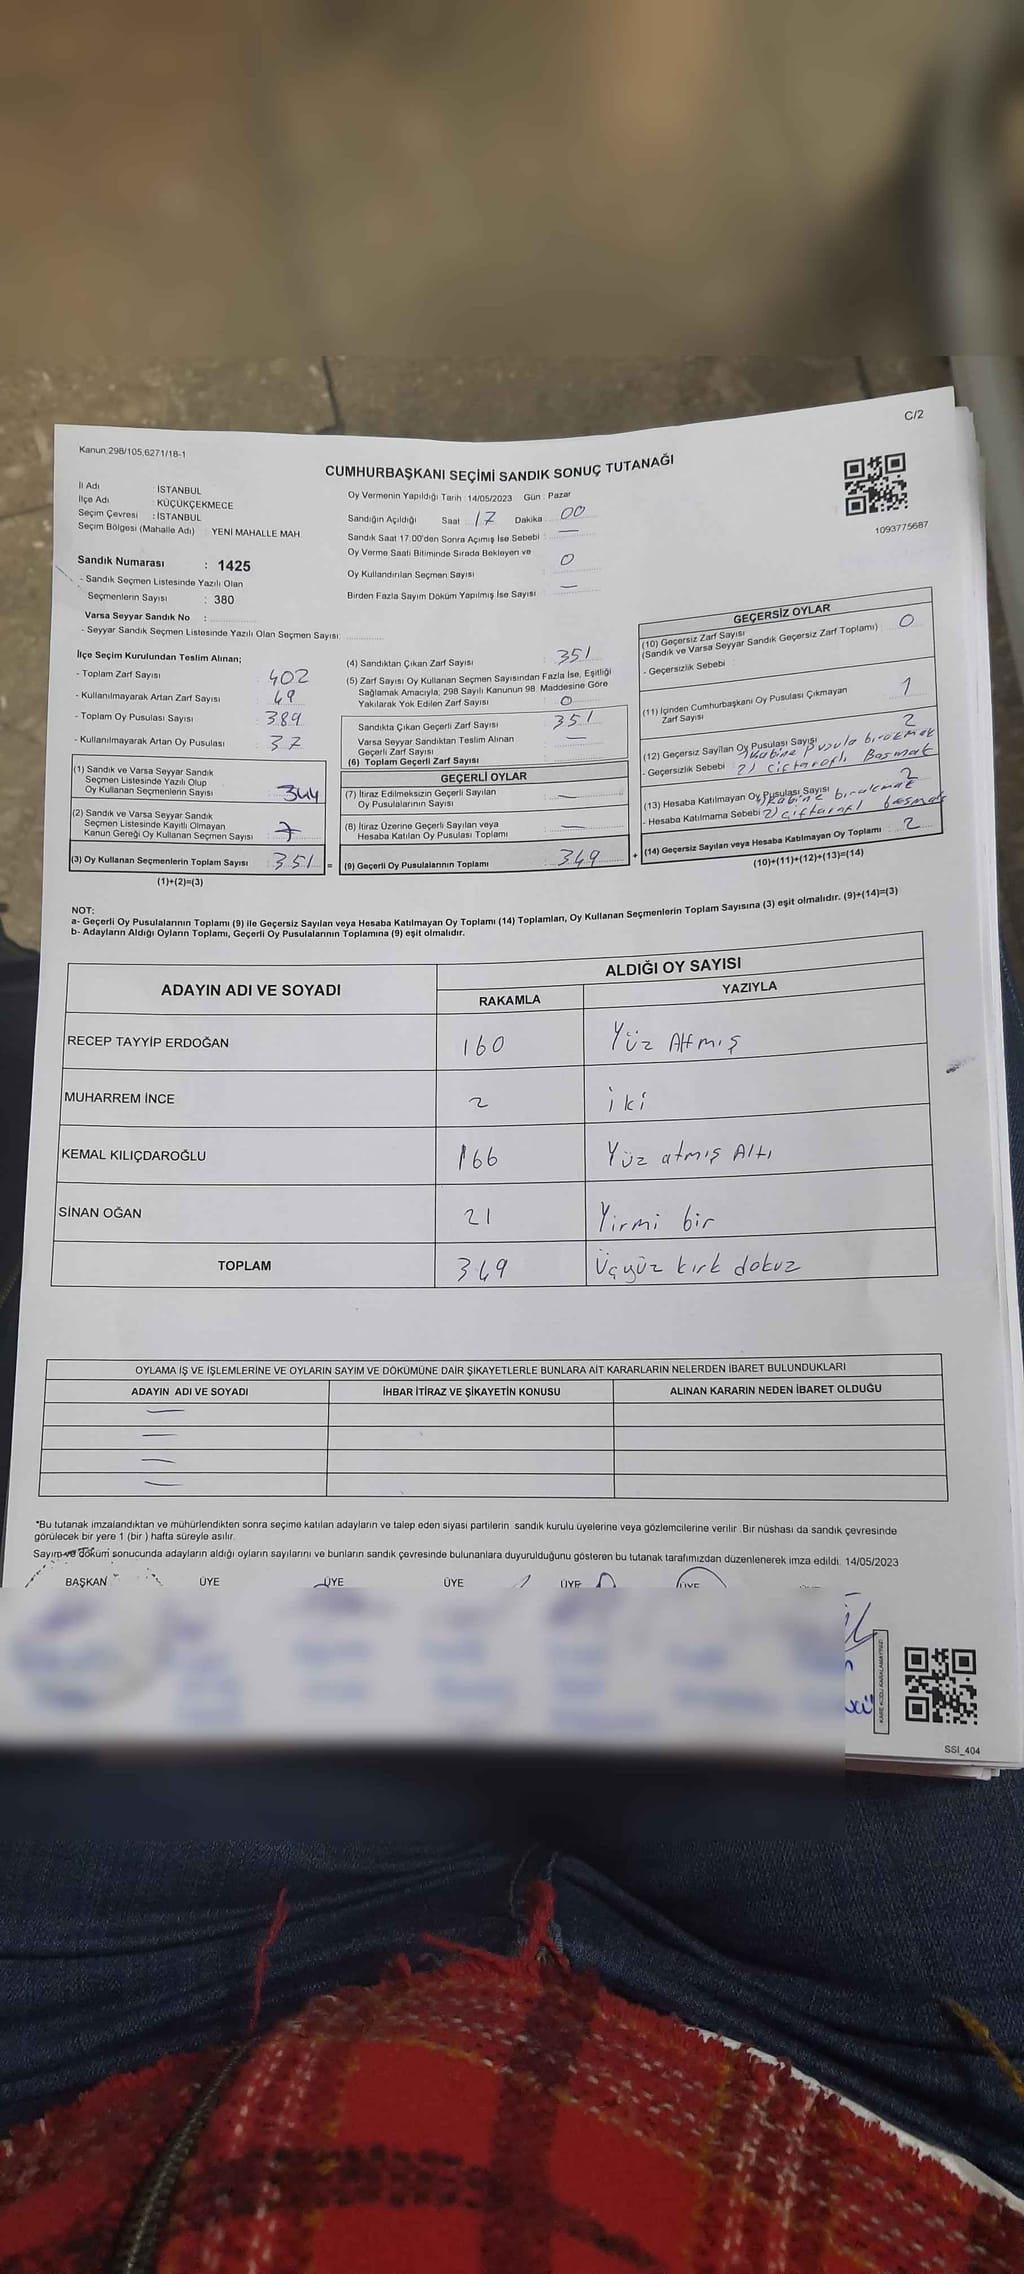 C/2
Kanun:298/105,6271/18-1
CUMHURBAŞKANI SEÇİMİ SANDIK SONUÇ TUTANAĞI
İl Adı : İSTANBUL
İlçe Adı : KÜÇÜKÇEKMECE
Seçim Çevresi : İSTANBUL
Seçim Bölgesi (Mahalle Adı) : YENİ MAHALLE MAH.
Oy Vermenin Yapıldığı Tarih : 14/05/2023 Gün : Pazar
Sandığın Açıldığı Saat 17 Dakika 00
Sandık Saat 17:00'den Sonra Açımış İse Sebebi : —
Oy Verme Saati Bitiminde Sırada Bekleyen ve
Oy Kullandırılan Seçmen Sayısı : 0
Birden Fazla Sayım Döküm Yapılmış İse Sayısı : —
1093775687
Sandık Numarası : 1425
- Sandık Seçmen Listesinde Yazılı Olan
Seçmenlerin Sayısı : 380
Varsa Seyyar Sandık No :
- Seyyar Sandık Seçmen Listesinde Yazılı Olan Seçmen Sayısı:
İlçe Seçim Kurulundan Teslim Alınan;
- Toplam Zarf Sayısı : 402
- Kullanılmayarak Artan Zarf Sayısı : 49
- Toplam Oy Pusulası Sayısı : 389
- Kullanılmayarak Artan Oy Pusulası : 37
(1) Sandık ve Varsa Seyyar Sandık
Seçmen Listesinde Yazılı Olup
Oy Kullanan Seçmenlerin Sayısı : 344
(2) Sandık ve Varsa Seyyar Sandık
Seçmen Listesinde Kayıtlı Olmayan
Kanun Gereği Oy Kullanan Seçmen Sayısı : 7
(3) Oy Kullanan Seçmenlerin Toplam Sayısı : 351 =
(1)+(2)=(3)
(4) Sandıktan Çıkan Zarf Sayısı : 351
(5) Zarf Sayısı Oy Kullanan Seçmen Sayısından Fazla İse, Eşitliği
Sağlamak Amacıyla, 298 Sayılı Kanunun 98. Maddesine Göre
Yakılarak Yok Edilen Zarf Sayısı : 0
Sandıkta Çıkan Geçerli Zarf Sayısı : 351
Varsa Seyyar Sandıktan Teslim Alınan
Geçerli Zarf Sayısı : —
(6) Toplam Geçerli Zarf Sayısı
GEÇERLİ OYLAR
(7) İtiraz Edilmeksizin Geçerli Sayılan
Oy Pusulalarının Sayısı : —
(8) İtiraz Üzerine Geçerli Sayılan veya
Hesaba Katılan Oy Pusulası Toplamı : —
(9) Geçerli Oy Pusulalarının Toplamı : 349 +
GEÇERSİZ OYLAR
(10) Geçersiz Zarf Sayısı
(Sandık ve Varsa Seyyar Sandık Geçersiz Zarf Toplamı) : 0
- Geçersizlik Sebebi :
(11) İçinden Cumhurbaşkanı Oy Pusulası Çıkmayan
Zarf Sayısı : 1
(12) Geçersiz Sayılan Oy Pusulası Sayısı : 2
1) Kabine Pusula bırakmak
- Geçersizlik Sebebi : 2) Çiftaraflı Basmak
(13) Hesaba Katılmayan Oy Pusulası Sayısı : 2
1) Kabine bırakmak
- Hesaba Katılmama Sebebi : 2) çiftarafl basmak
(14) Geçersiz Sayılan veya Hesaba Katılmayan Oy Toplamı : 2
(10)+(11)+(12)+(13)=(14)
NOT:
a- Geçerli Oy Pusulalarının Toplamı (9) ile Geçersiz Sayılan veya Hesaba Katılmayan Oy Toplamı (14) Toplamları, Oy Kullanan Seçmenlerin Toplam Sayısına (3) eşit olmalıdır. (9)+(14)=(3)
b- Adayların Aldığı Oyların Toplamı, Geçerli Oy Pusulalarının Toplamına (9) eşit olmalıdır.
ADAYIN ADI VE SOYADI
ALDIĞI OY SAYISI
RAKAMLA YAZIYLA
RECEP TAYYİP ERDOĞAN 160 Yüz Altmış
MUHARREM İNCE 2 iki
KEMAL KILIÇDAROĞLU 166 Yüz atmış Altı
SİNAN OĞAN 21 Yirmi bir
TOPLAM 349 Üçyüz kırk dokuz
OYLAMA İŞ VE İŞLEMLERİNE VE OYLARIN SAYIM VE DÖKÜMÜNE DAİR ŞİKAYETLERLE BUNLARA AİT KARARLARIN NELERDEN İBARET BULUNDUKLARI
ADAYIN ADI VE SOYADI İHBAR İTİRAZ VE ŞİKAYETİN KONUSU ALINAN KARARIN NEDEN İBARET OLDUĞU
—
—
—
—
*Bu tutanak imzalandıktan ve mühürlendikten sonra seçime katılan adayların ve talep eden siyasi partilerin sandık kurulu üyelerine veya gözlemcilerine verilir. Bir nüshası da sandık çevresinde
görülecek bir yere 1 (bir ) hafta süreyle asılır.
Sayım ve döküm sonucunda adayların aldığı oyların sayılarını ve bunların sandık çevresinde bulunanlara duyurulduğunu gösteren bu tutanak tarafımızdan düzenlenerek imza edildi. 14/05/2023
BAŞKAN ÜYE ÜYE ÜYE ÜYE ÜYE
KARE KODU KARALAMAYINIZ!
SSI_404